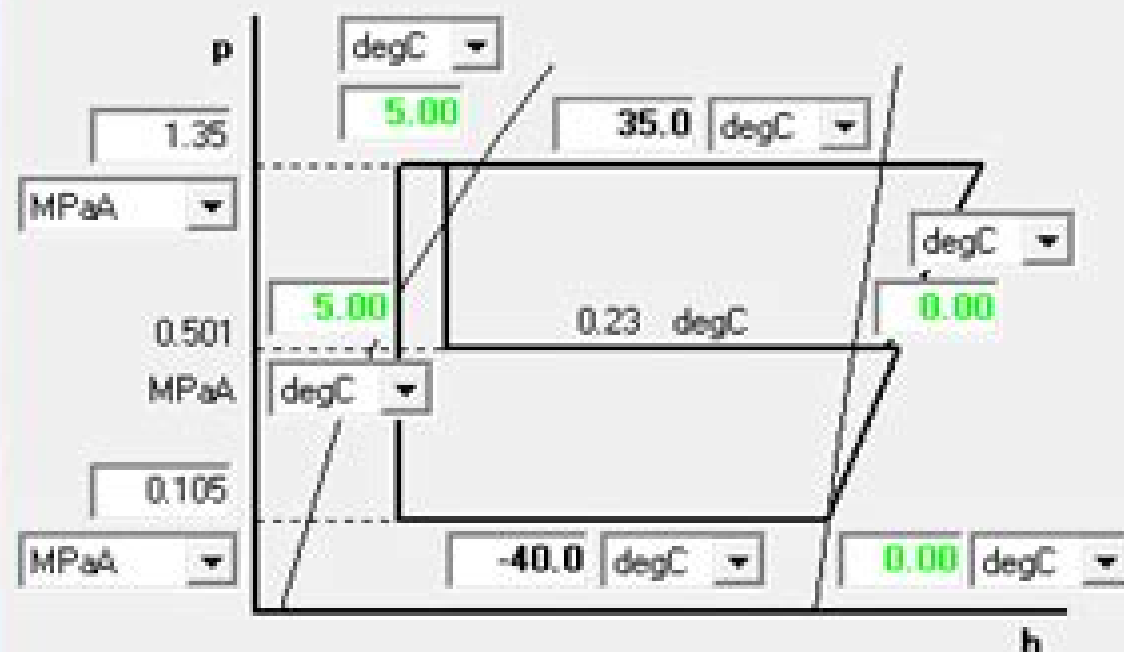 degC
p
5.00
35.0 degC
1.35
MPaA
degC
5.00
0.00
0.23 degC
0.501
MPaA
degC
0.105
MPaA
-40.0 degC
0.00 degC
h